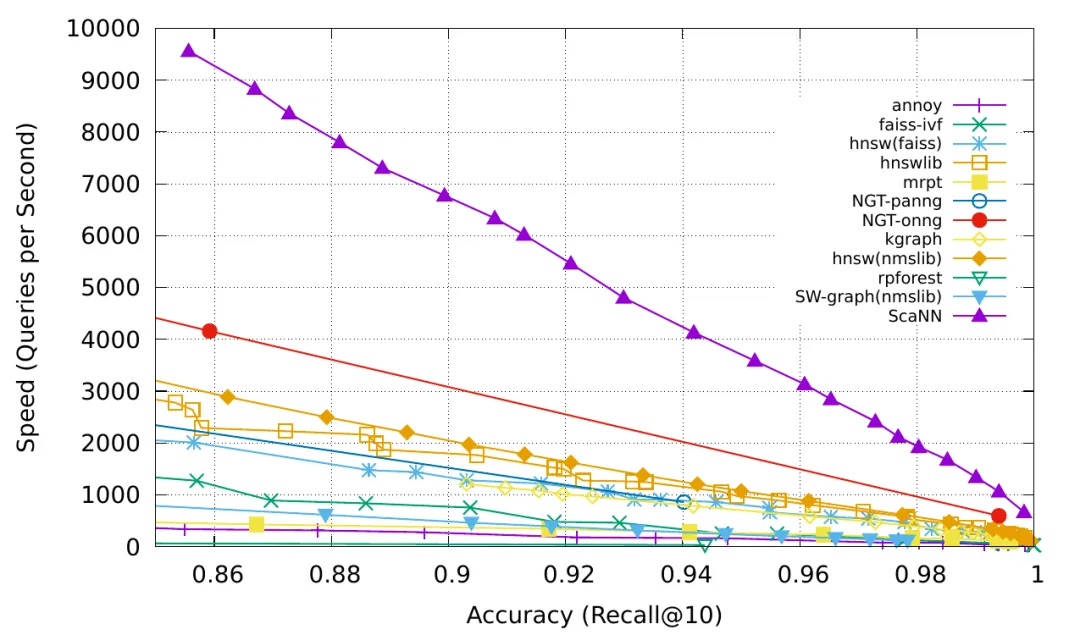 10000
9000
8000
7000
6000
5000
4000
3000
2000
1000
0
Speed (Queries per Second)
annoy
faiss-ivf
hnsw(faiss)
hnswlib
mrpt
NGT-panng
NGT-onng
kgraph
hnsw(nmslib)
rpforest
SW-graph(nmslib)
ScaNN
0.86 0.88 0.9 0.92 0.94 0.96 0.98 1
Accuracy (Recall@10)